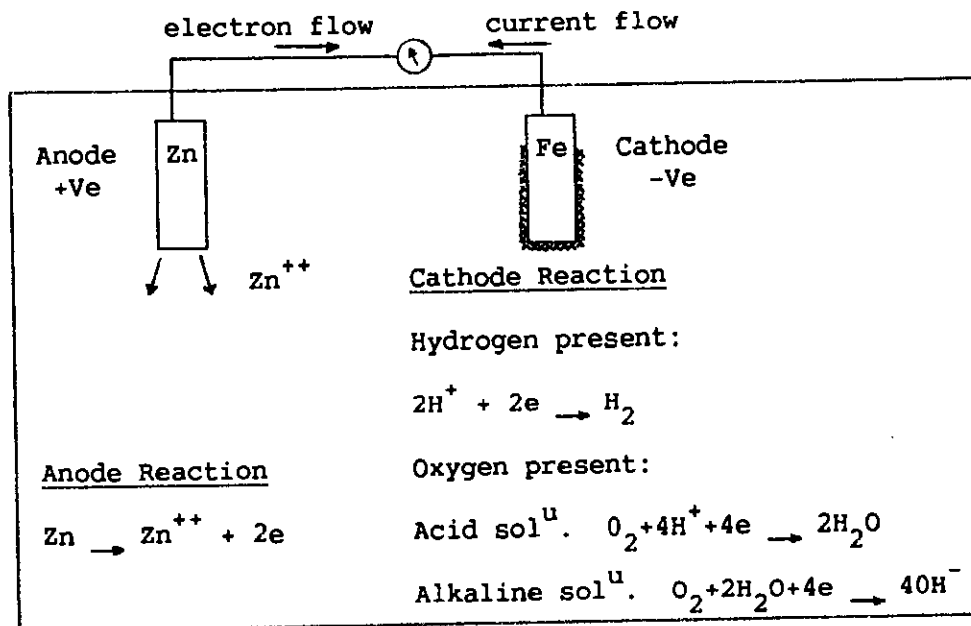 electron flow
current flow
Anode
+Ve
Zn
Fe
Cathode
-Ve
Zn++
Cathode Reaction
Hydrogen present:
2H+ + 2e → H2
Anode Reaction
Zn → Zn++ + 2e
Oxygen present:
Acid solu. O2+4H++4e → 2H2O
Alkaline solu. O2+2H2O+4e → 4OH-